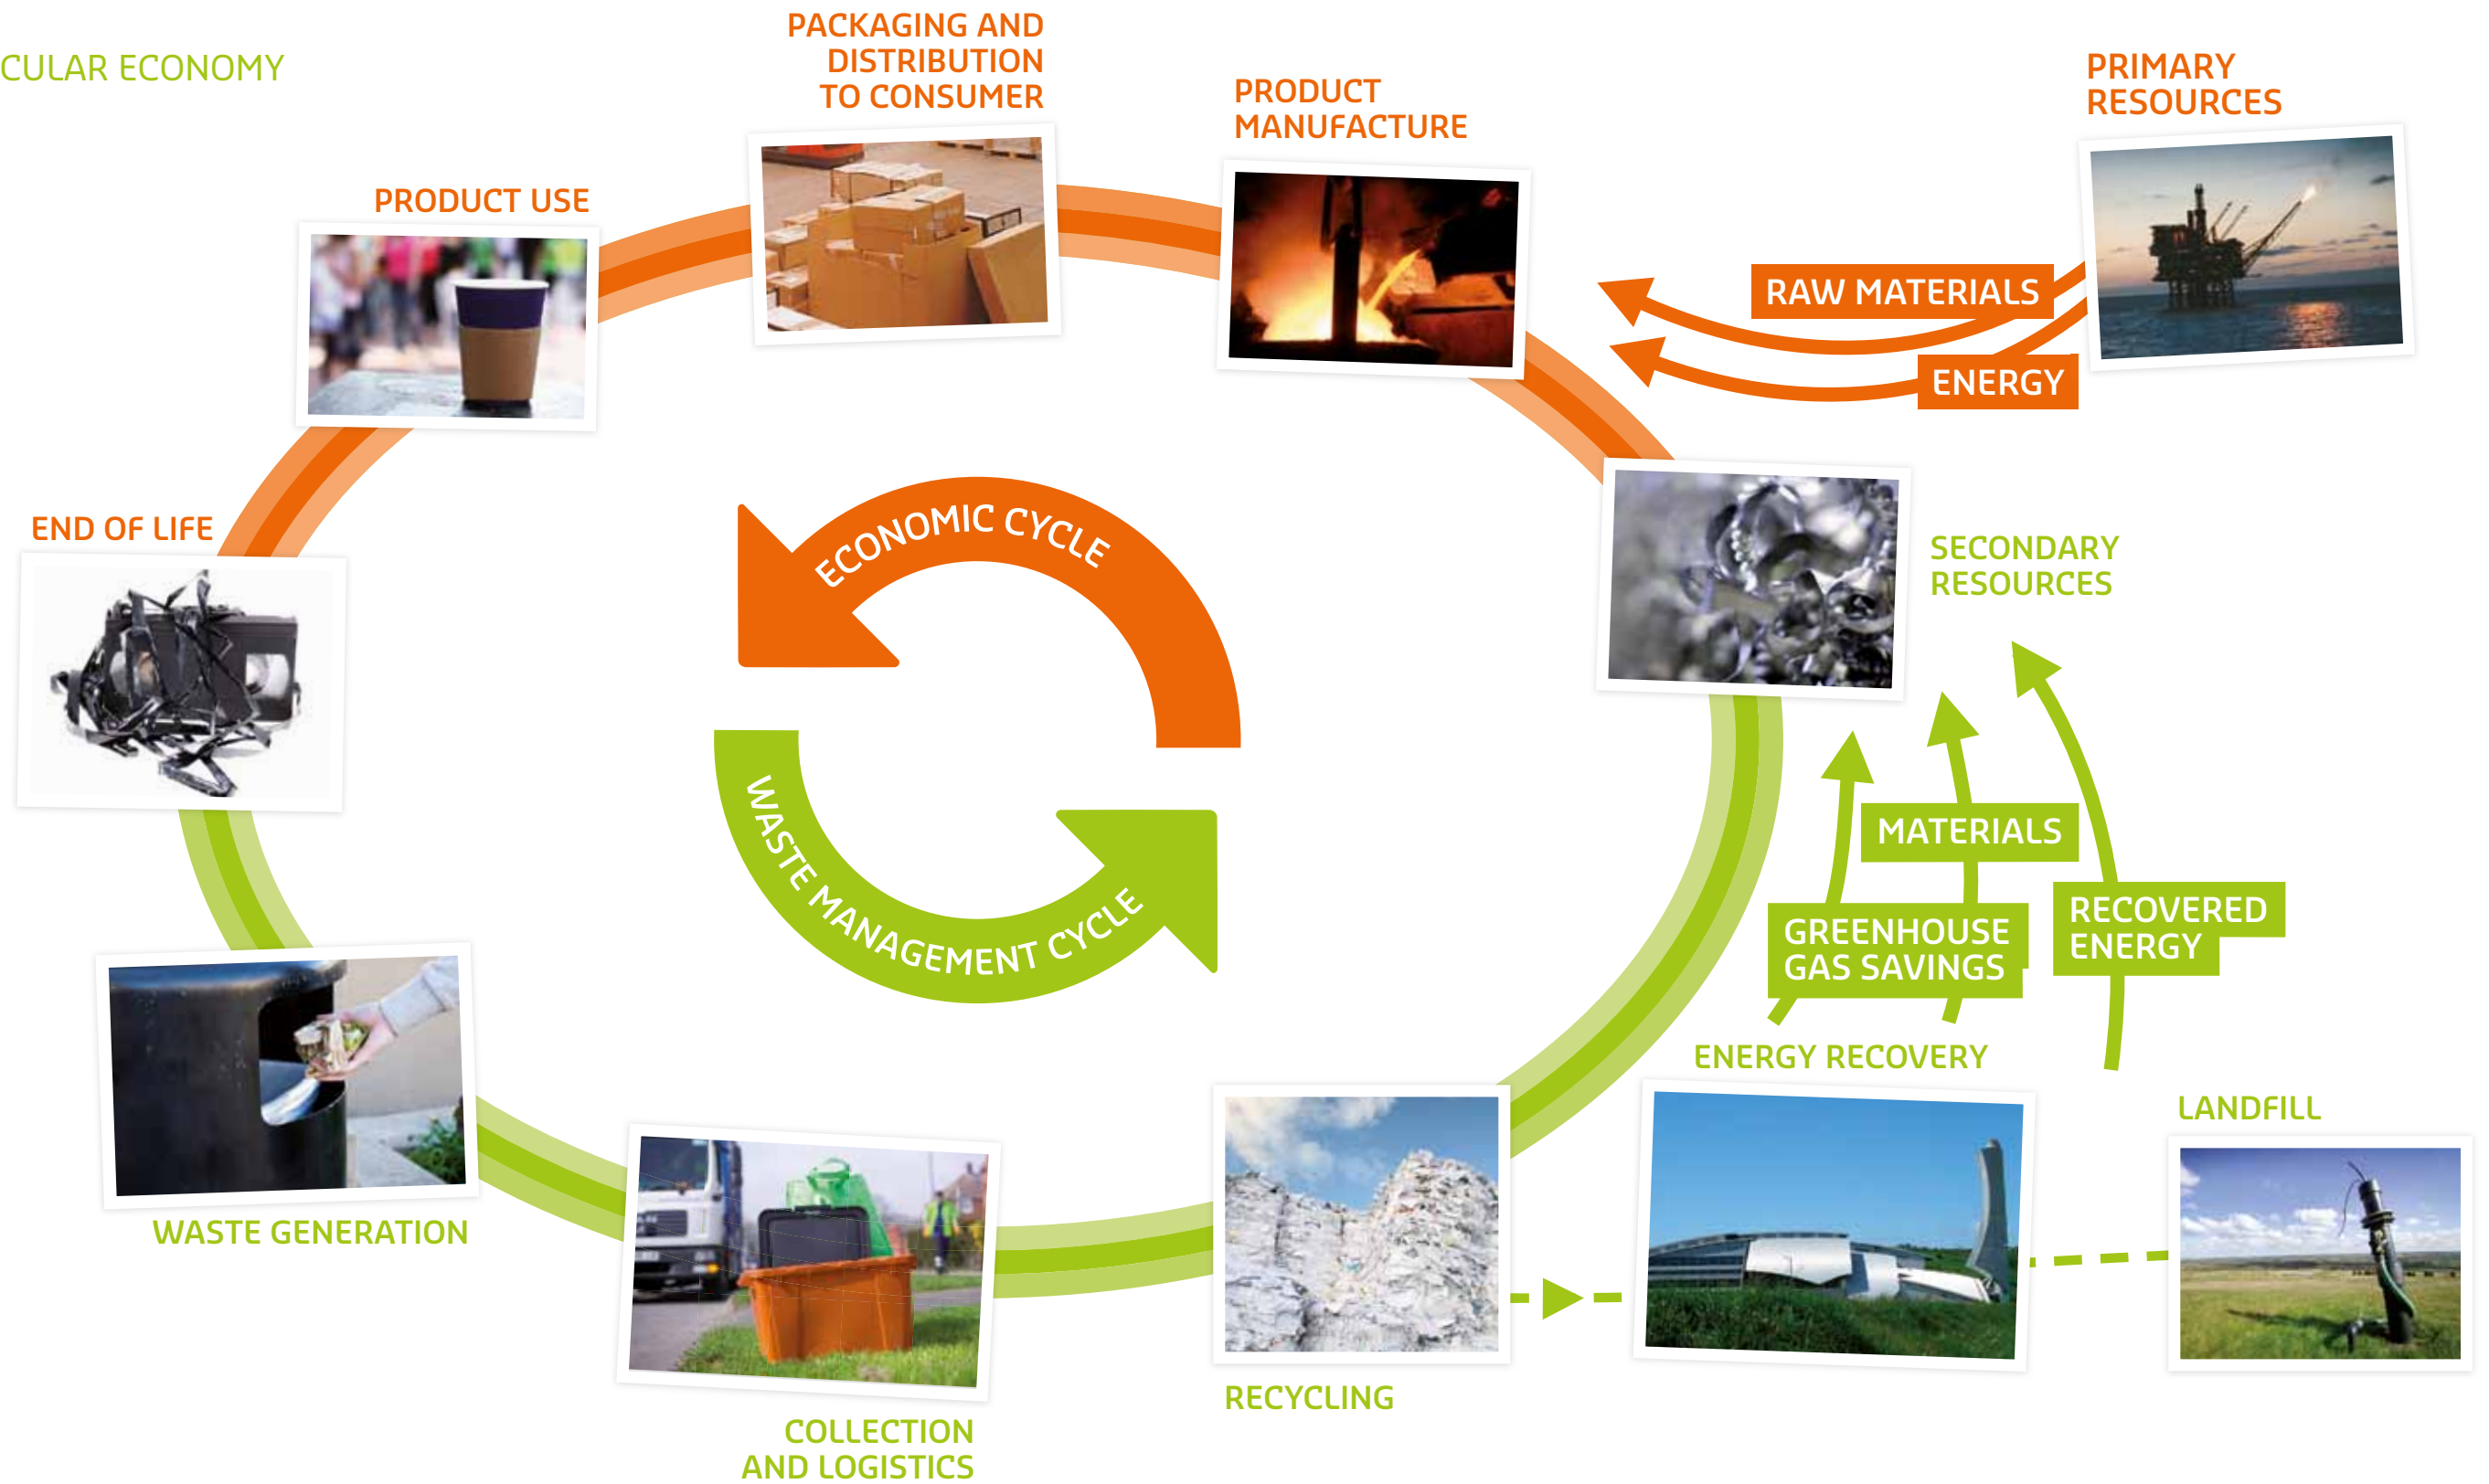 CULAR ECONOMY
PACKAGING AND
DISTRIBUTION
TO CONSUMER
PRODUCT
MANUFACTURE
PRIMARY
RESOURCES
PRODUCT USE
RAW MATERIALS
ENERGY
END OF LIFE
ECONOMIC CYCLE
SECONDARY
RESOURCES
WASTE MANAGEMENT CYCLE
MATERIALS
GREENHOUSE
GAS SAVINGS
RECOVERED
ENERGY
ENERGY RECOVERY
LANDFILL
WASTE GENERATION
RECYCLING
COLLECTION
AND LOGISTICS